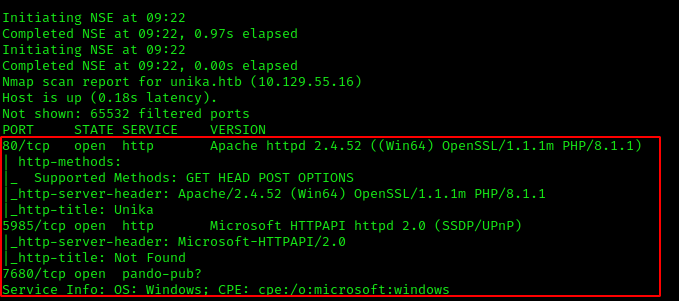 Initiating NSE at 09:22
Completed NSE at 09:22, 0.97s elapsed
Initiating NSE at 09:22
Completed NSE at 09:22, 0.00s elapsed
Nmap scan report for unika.htb (10.129.55.16)
Host is up (0.18s latency).
Not shown: 65532 filtered ports
PORT     STATE SERVICE    VERSION
80/tcp   open  http       Apache httpd 2.4.52 ((Win64) OpenSSL/1.1.1m PHP/8.1.1)
| http-methods:
|_  Supported Methods: GET HEAD POST OPTIONS
|_http-server-header: Apache/2.4.52 (Win64) OpenSSL/1.1.1m PHP/8.1.1
|_http-title: Unika
5985/tcp open  http       Microsoft HTTPAPI httpd 2.0 (SSDP/UPnP)
|_http-server-header: Microsoft-HTTPAPI/2.0
|_http-title: Not Found
7680/tcp open  pando-pub?
Service Info: OS: Windows; CPE: cpe:/o:microsoft:windows